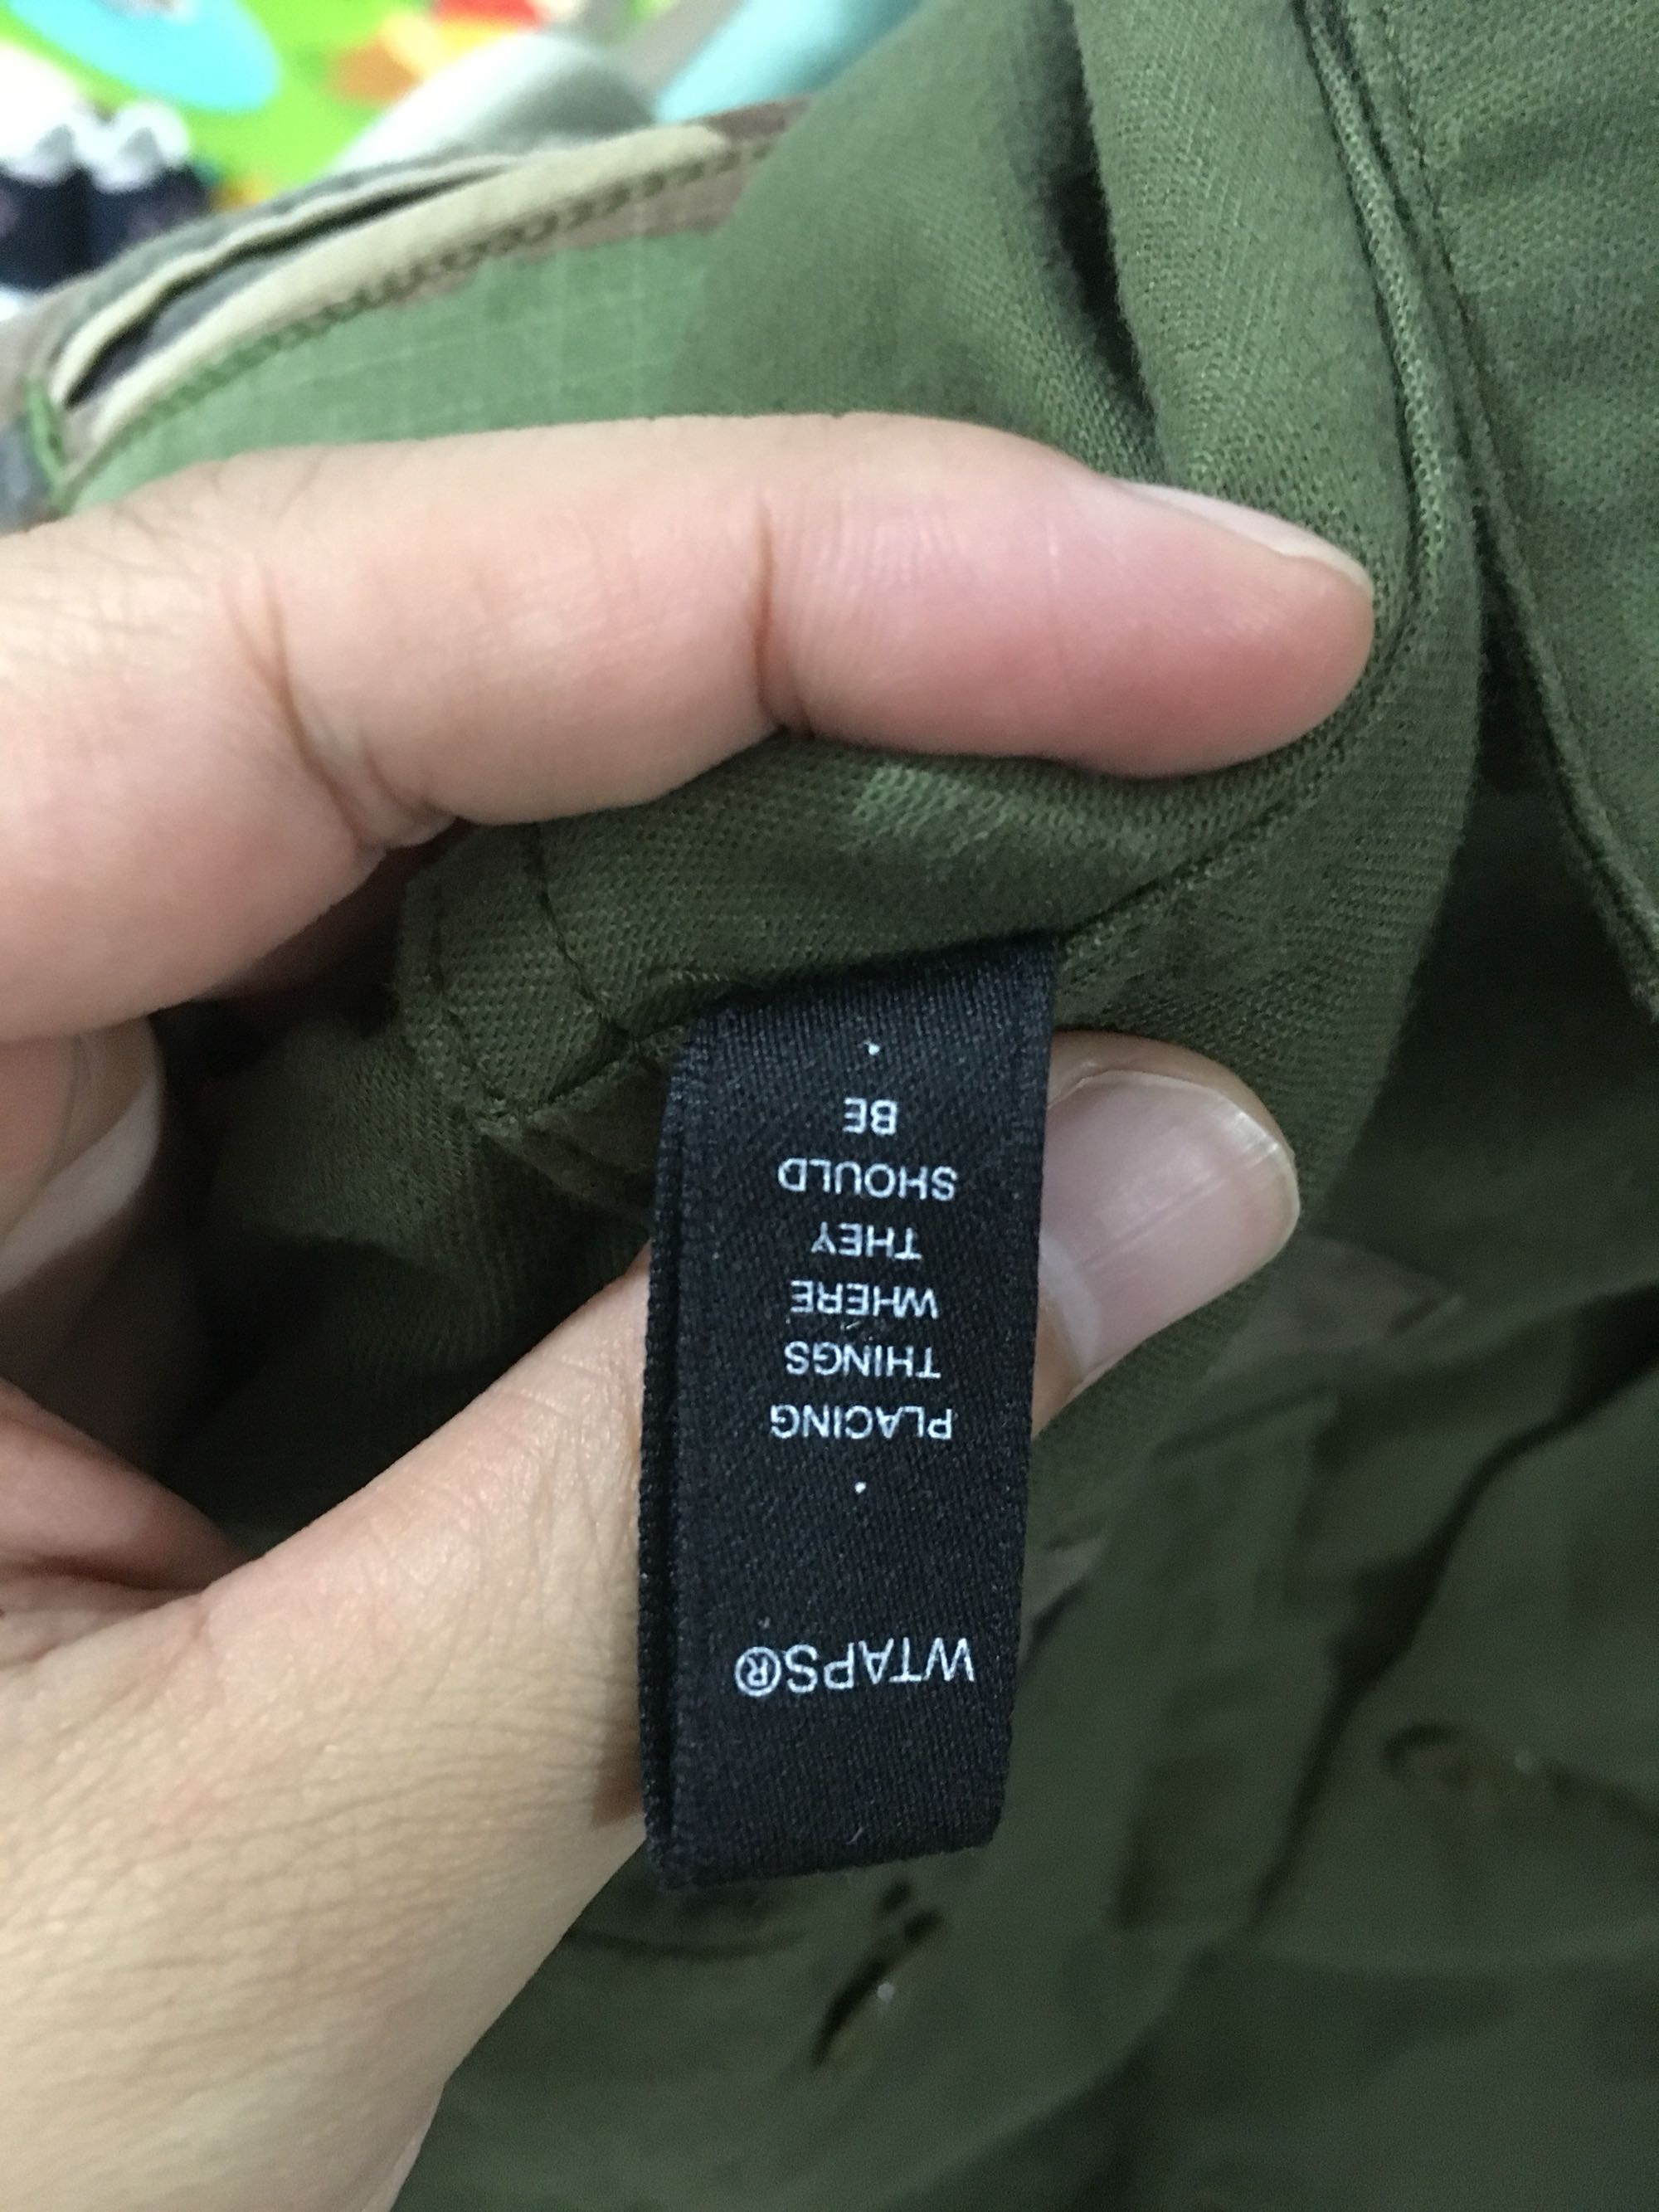 WTAPS®
•
PLACING
THINGS
WHERE
THEY
SHOULD
BE
•